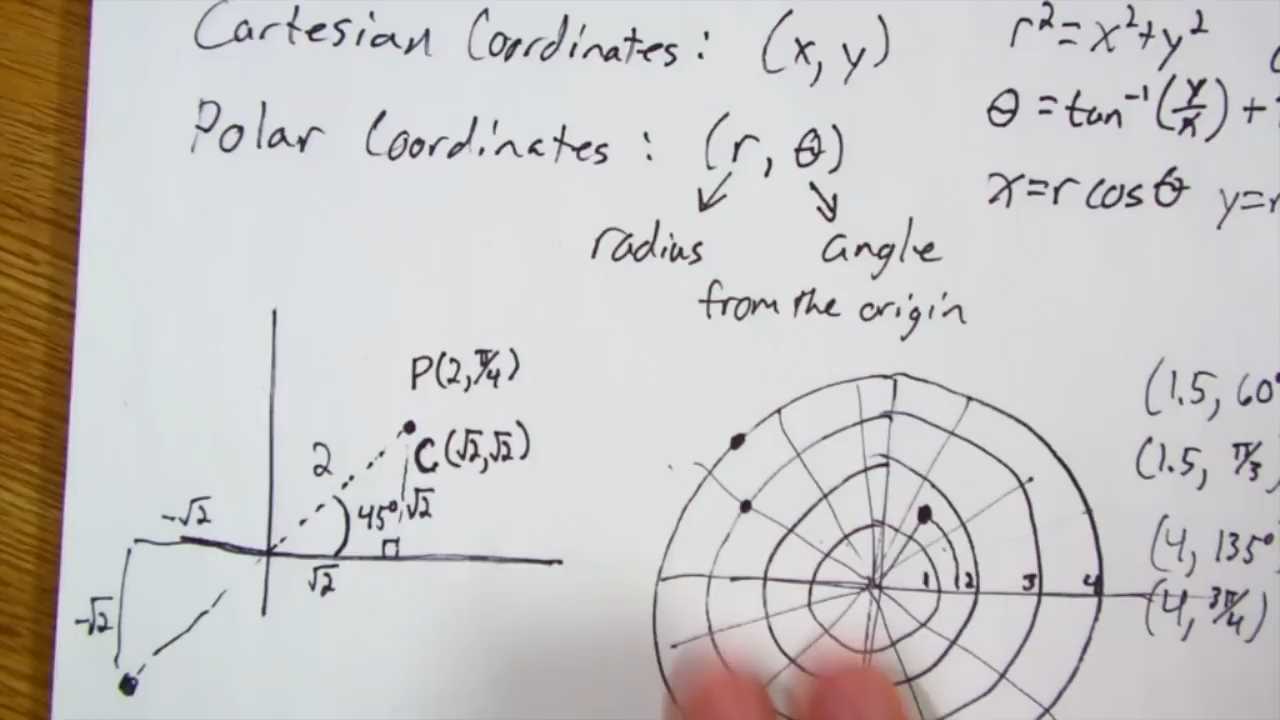 Cartesian Coordinates : (x, y)
Polar Coordinates : (r, θ)
radius
angle
from the origin
r² = x² + y²
θ = tan⁻¹(y/x) +
x = r cos θ y = r
P(2, π/4)
C(√2, √2)
2
45°
√2
√2
-√2
-√2
1 2 3 4
(1.5, 60°
(1.5, π/3)
(4, 135°
(4, 3π/4)